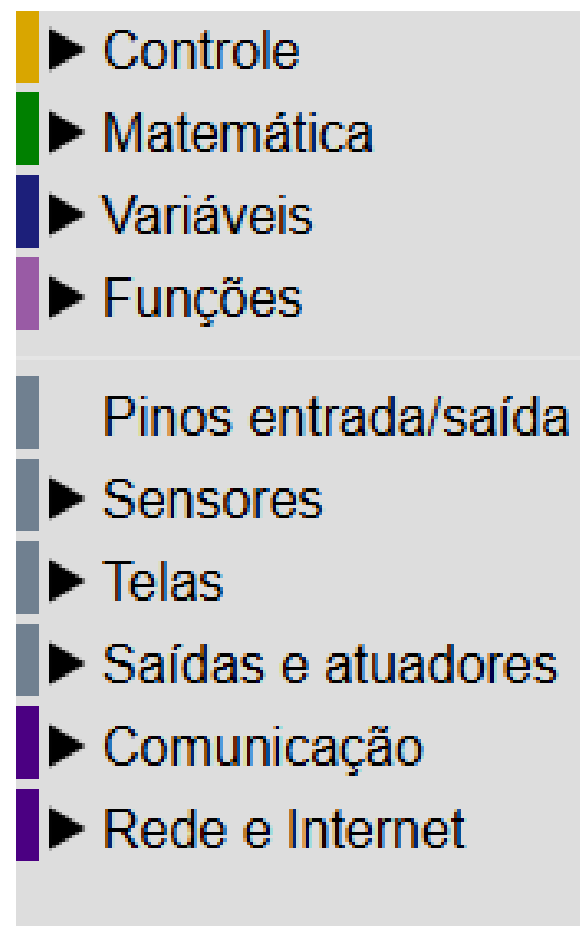 Controle
Matemática
Variáveis
Funções
Pinos entrada/saída
Sensores
Telas
Saídas e atuadores
Comunicação
Rede e Internet